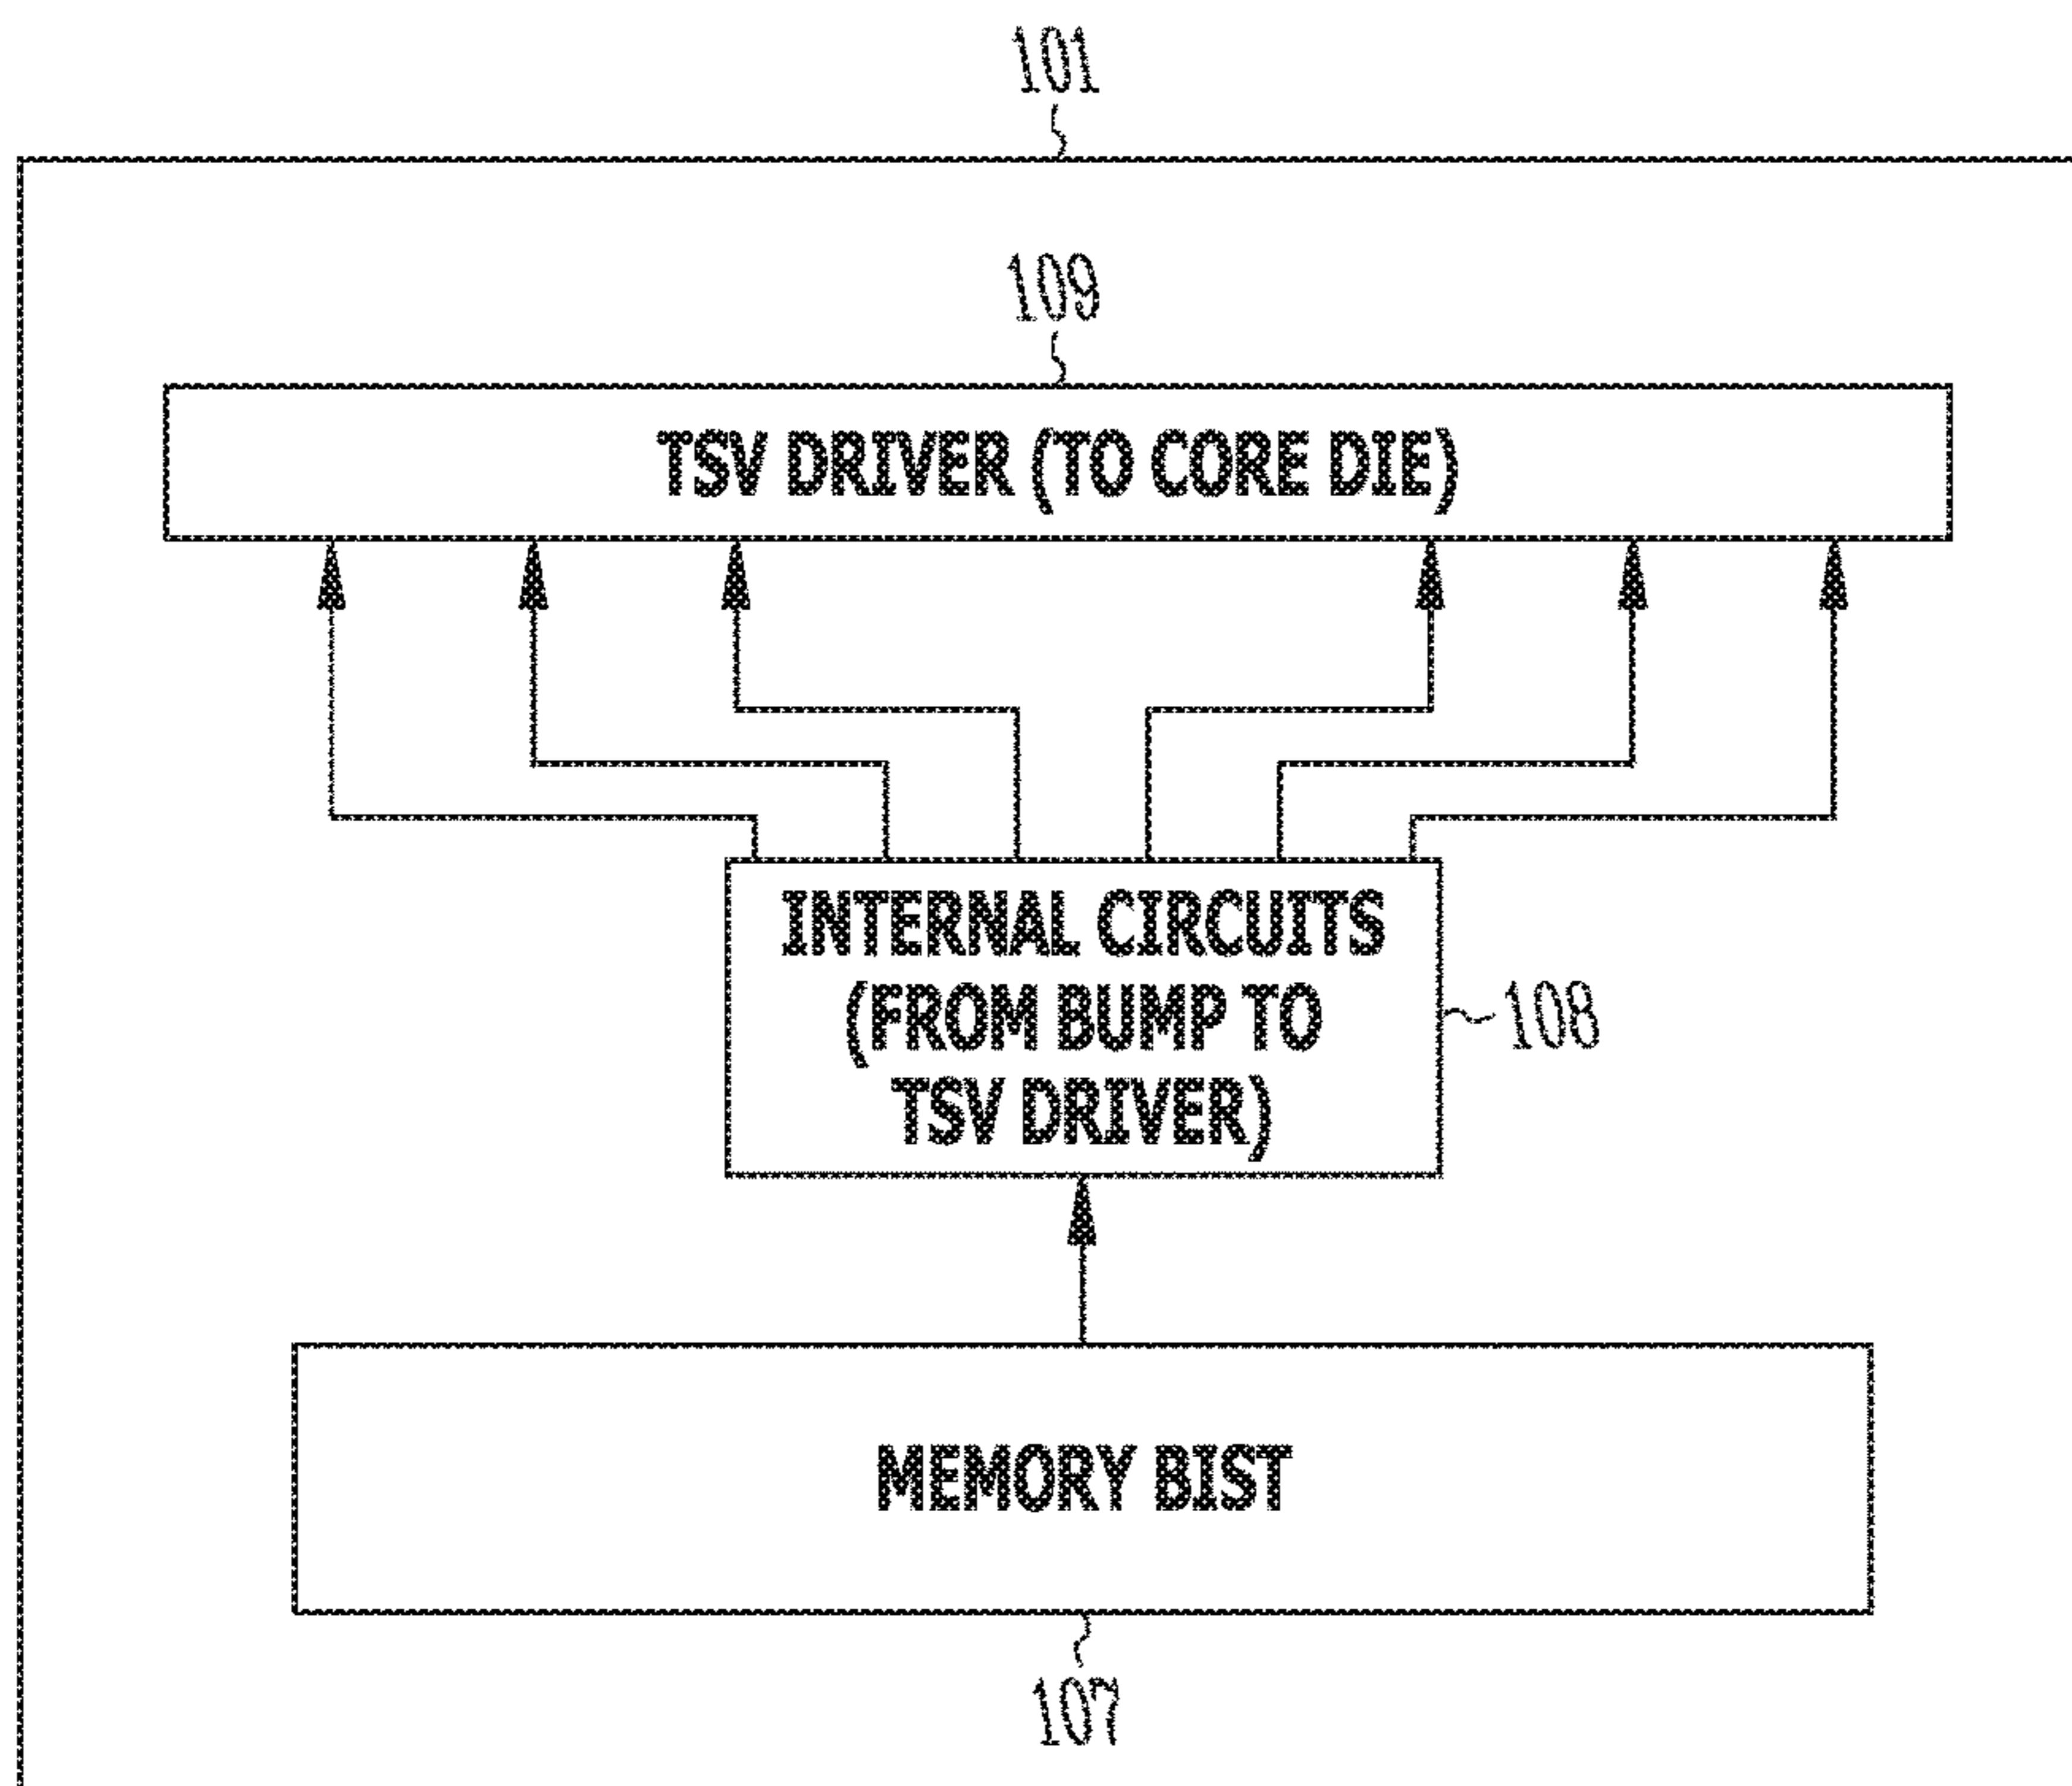 101
109
TSV DRIVER (TO CORE DIE)
INTERNAL CIRCUITS
(FROM BUMP TO
TSV DRIVER)
108
MEMORY BIST
107